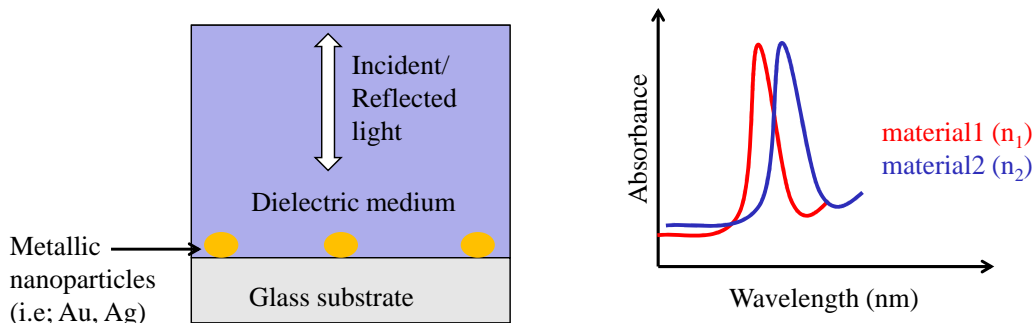 Incident/
Reflected
light
Dielectric medium
Metallic
nanoparticles
(i.e; Au, Ag)
Glass substrate
Absorbance
material1 (n₁)
material2 (n₂)
Wavelength (nm)